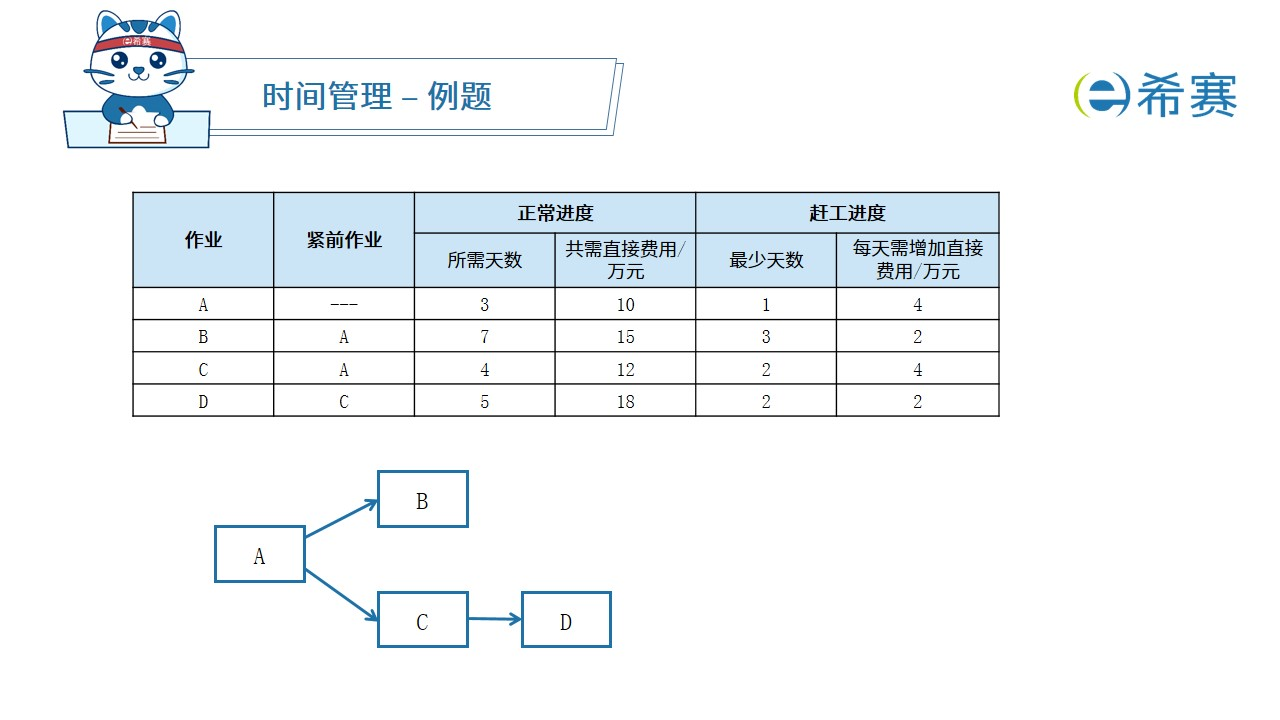 希赛
时间管理 – 例题
希赛
作业 紧前作业 正常进度 赶工进度
所需天数 共需直接费用/ 最少天数 每天需增加直接
万元 费用/万元
A --- 3 10 1 4
B A 7 15 3 2
C A 4 12 2 4
D C 5 18 2 2
B
A
C D